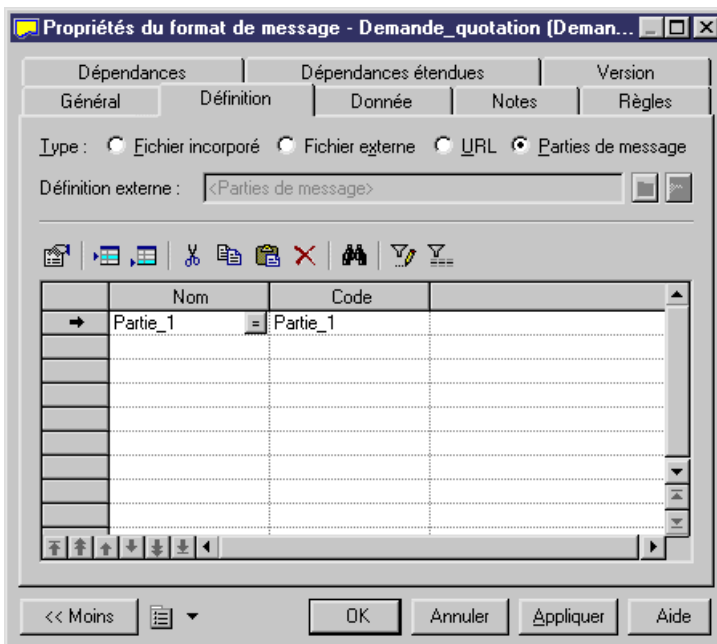 Propriétés du format de message - Demande_quotation (Deman...
Dépendances Dépendances étendues Version
Général Définition Donnée Notes Règles
Type : Fichier incorporé Fichier externe URL Parties de message
Définition externe : <Parties de message>
Nom Code
Partie_1 = Partie_1
<< Moins OK Annuler Appliquer Aide